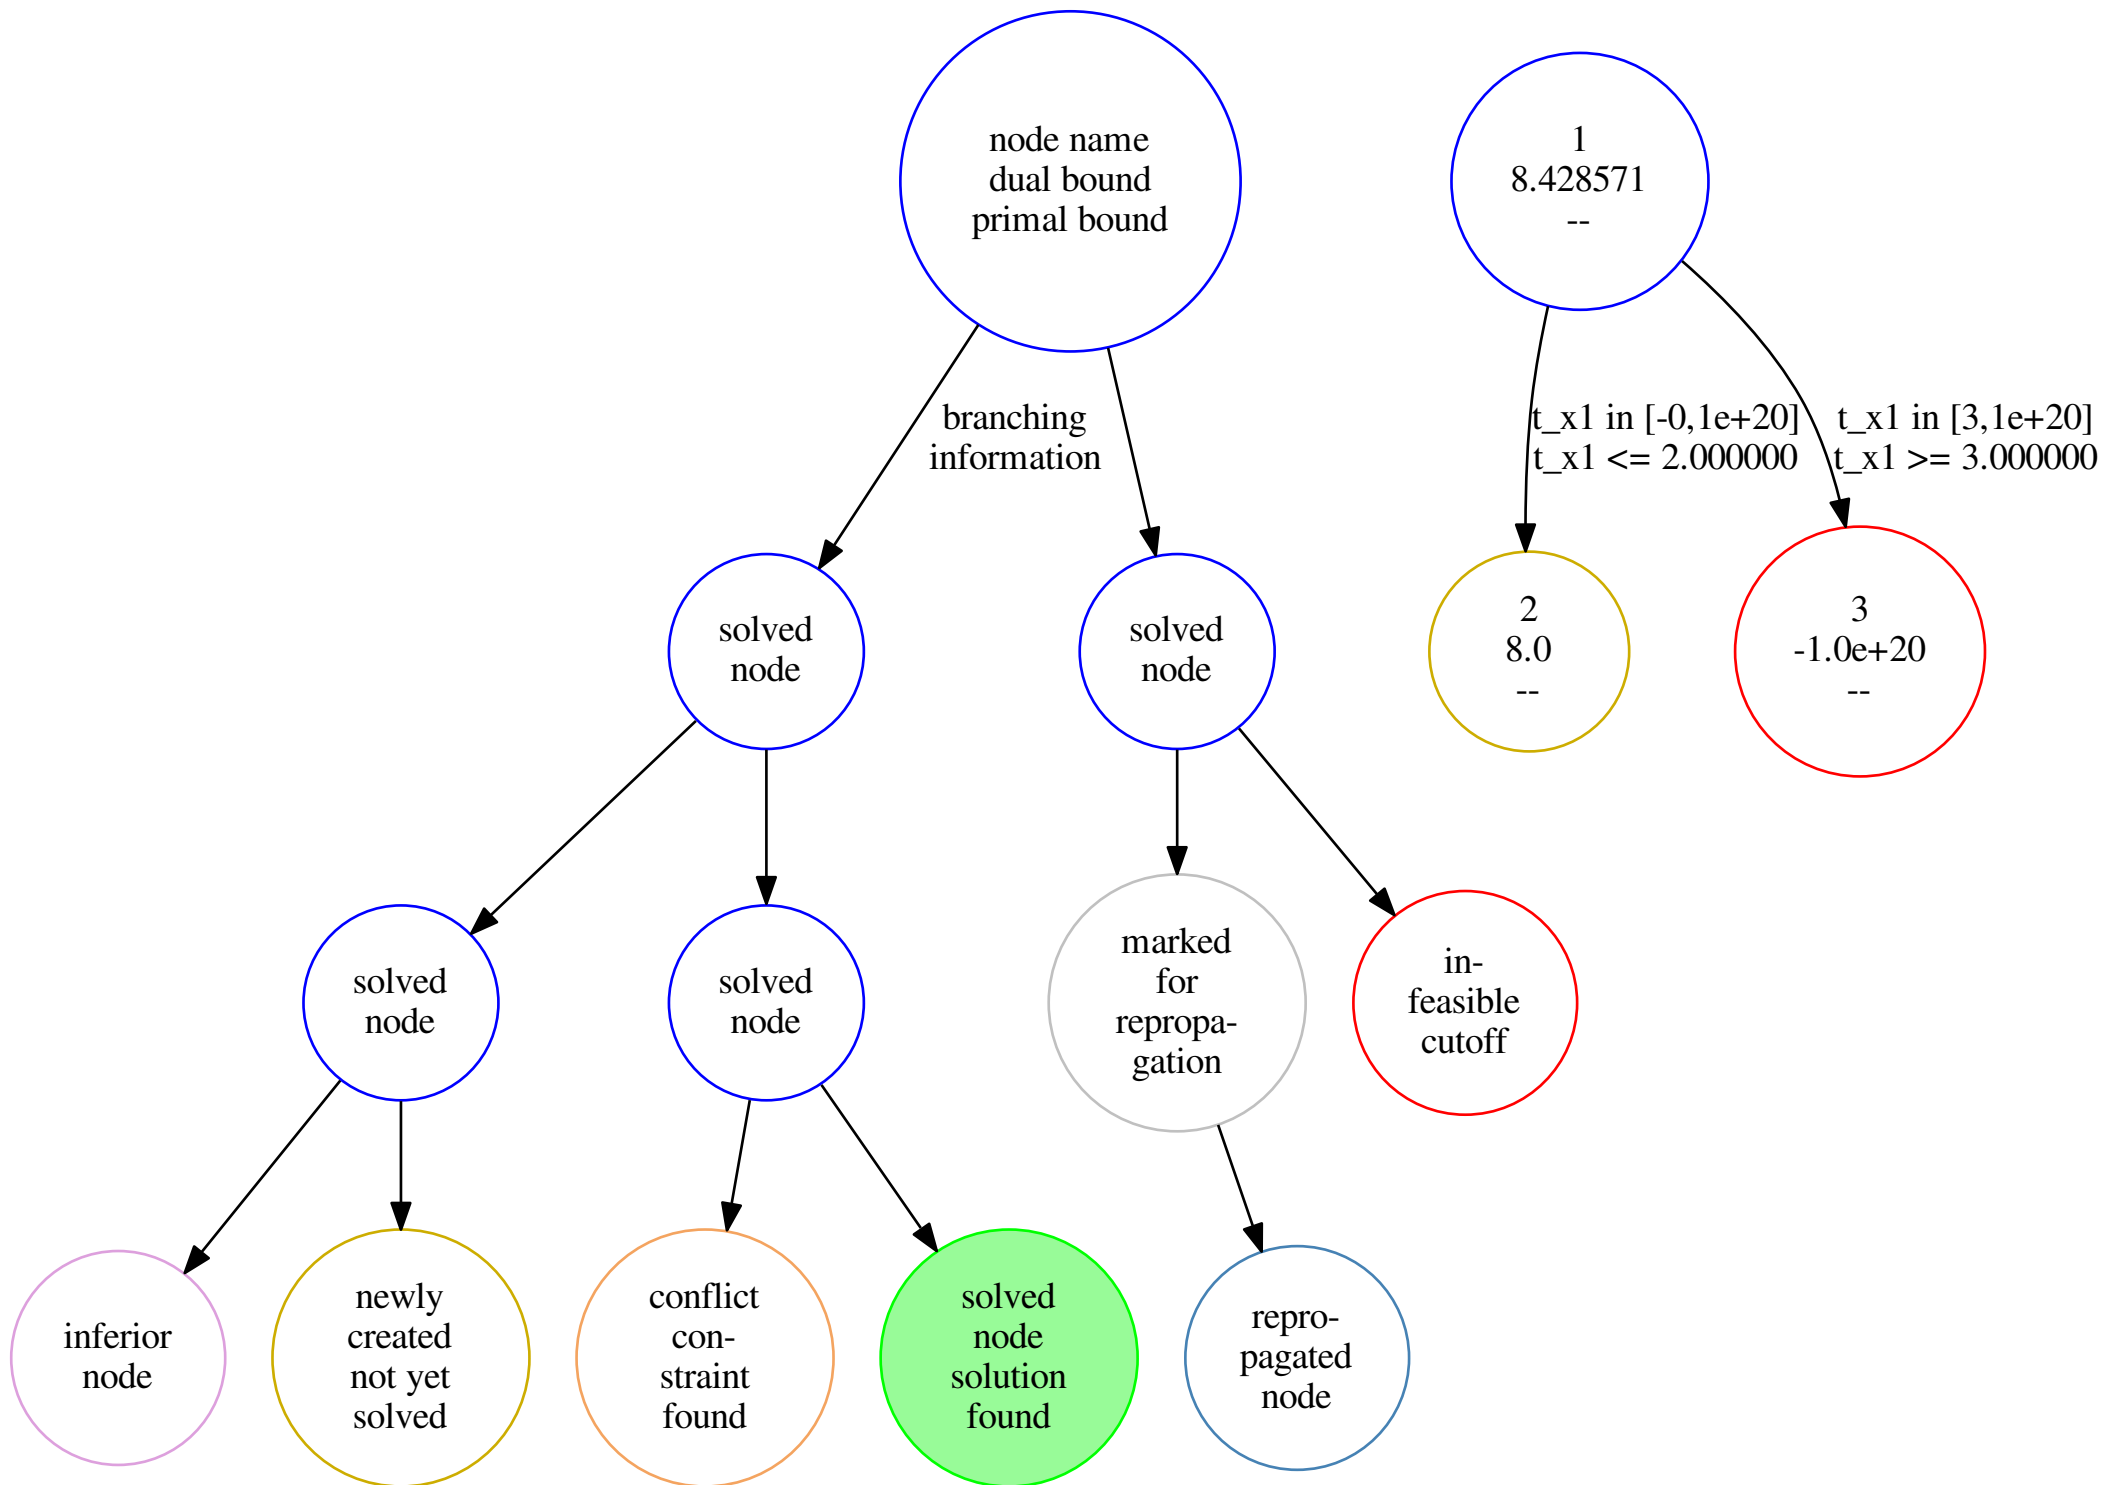 node name
dual bound
primal bound
1
8.428571
--
branching
information
t_x1 in [-0,1e+20]
t_x1 <= 2.000000
t_x1 in [3,1e+20]
t_x1 >= 3.000000
solved
node
solved
node
2
8.0
--
3
-1.0e+20
--
solved
node
solved
node
marked
for
repropa-
gation
in-
feasible
cutoff
inferior
node
newly
created
not yet
solved
conflict
con-
straint
found
solved
node
solution
found
repro-
pagated
node